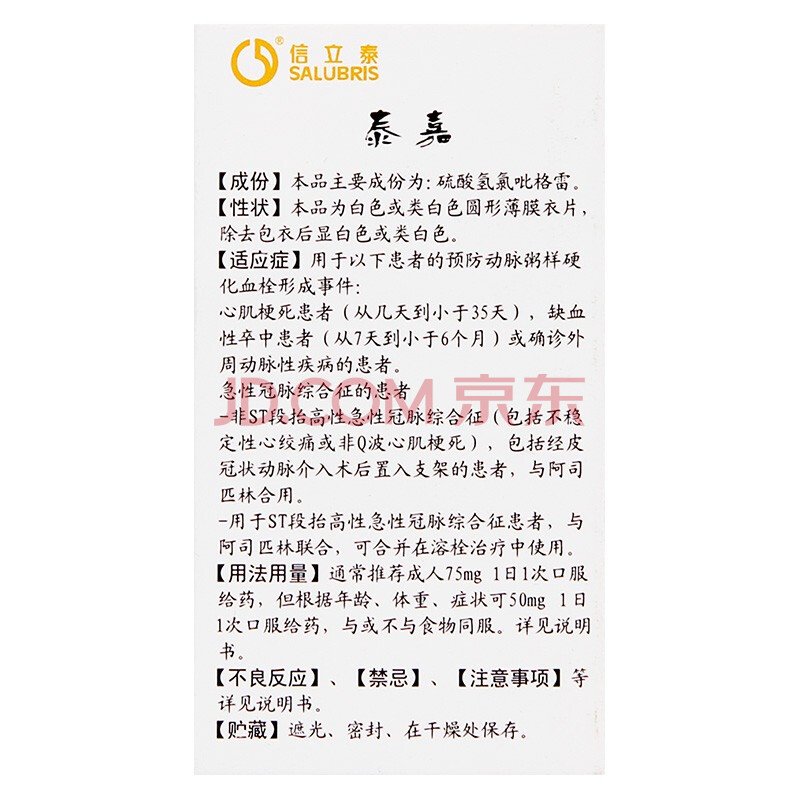 信立泰®
SALUBRIS
泰嘉
【成份】本品主要成份为：硫酸氢氯吡格雷。
【性状】本品为白色或类白色圆形薄膜衣片，
除去包衣后显白色或类白色。
【适应症】用于以下患者的预防动脉粥样硬
化血栓形成事件：
心肌梗死患者（从几天到小于35天），缺血
性卒中患者（从7天到小于6个月）或确诊外
周动脉性疾病的患者。
急性冠脉综合征的患者
JD.COM 京东
-非ST段抬高性急性冠脉综合征（包括不稳
定性心绞痛或非Q波心肌梗死），包括经皮
冠状动脉介入术后置入支架的患者，与阿司
匹林合用。
-用于ST段抬高性急性冠脉综合征患者，与
阿司匹林联合，可合并在溶栓治疗中使用。
【用法用量】通常推荐成人75mg 1日1次口服
给药，但根据年龄、体重、症状可50mg 1日
1次口服给药，与或不与食物同服。详见说明
书。
【不良反应】、【禁忌】、【注意事项】等
详见说明书。
【贮藏】遮光、密封、在干燥处保存。